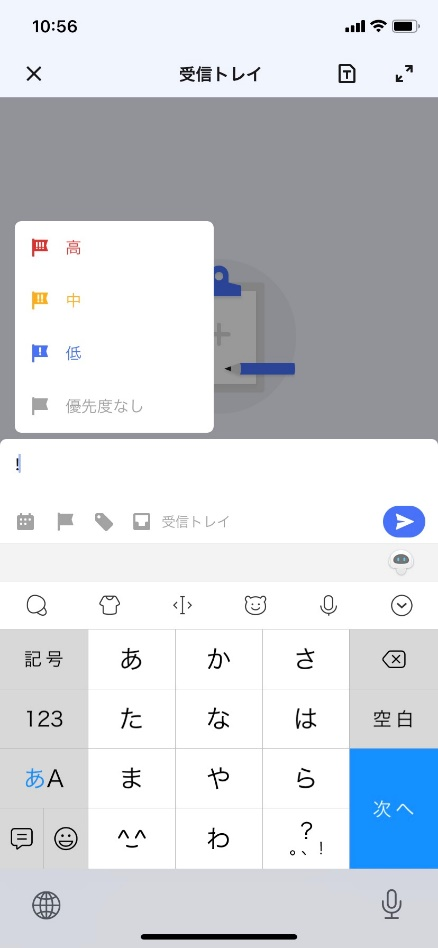 10:56
受信トレイ
高
中
低
優先度なし
!
受信トレイ
記号 あ か さ
123 た な は 空白
あA ま や ら 次へ
^_^ わ ?
。、!